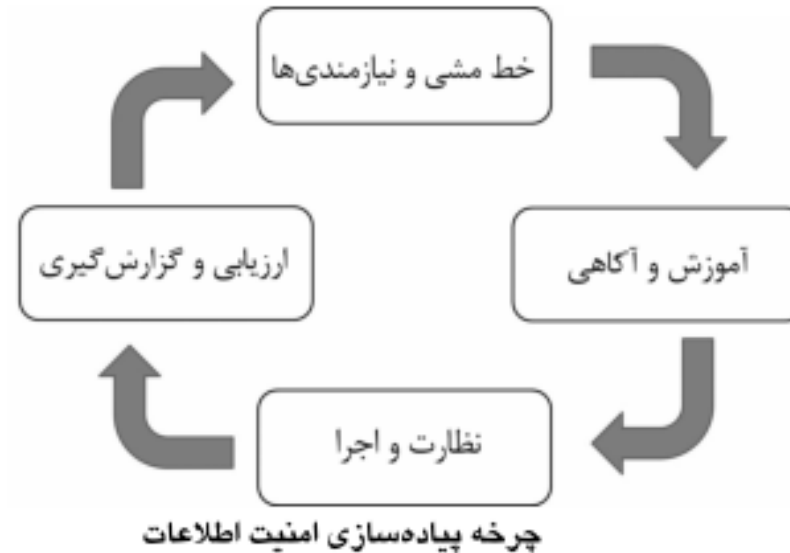 خط مشی و نیازمندی‌ها
آموزش و آگاهی
نظارت و اجرا
ارزیابی و گزارش‌گیری
چرخه پیاده‌سازی امنیت اطلاعات